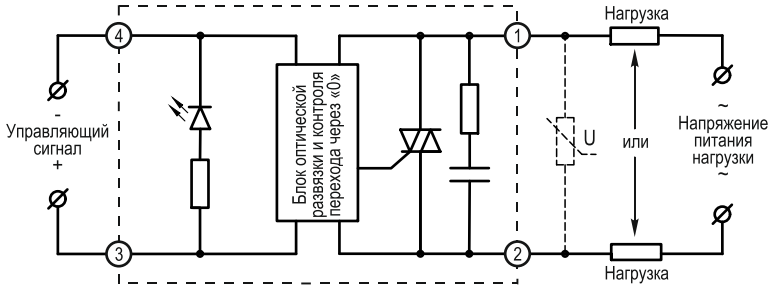 Нагрузка
4
1
-
Управляющий
сигнал
+
Блок оптической
развязки и контроля
перехода через «0»
U
или
~
Напряжение
питания
нагрузки
~
3
2
Нагрузка